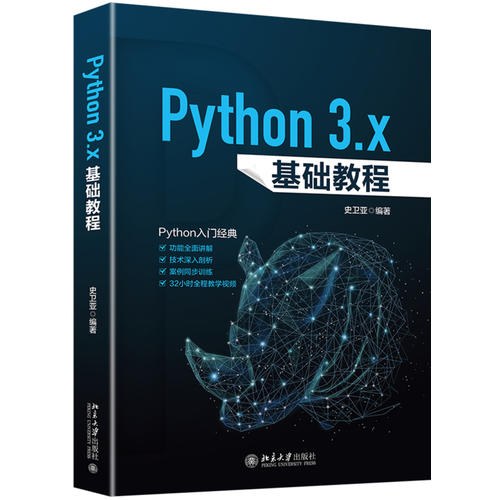 Python 3.x
基础教程
史卫亚◎编著
Python入门经典
功能全面讲解
技术深入剖析
案例同步训练
32小时全程教学视频
北京大学出版社
PEKING UNIVERSITY PRESS
Python 3.x 基础教程
史卫亚◎编著
北京大学出版社